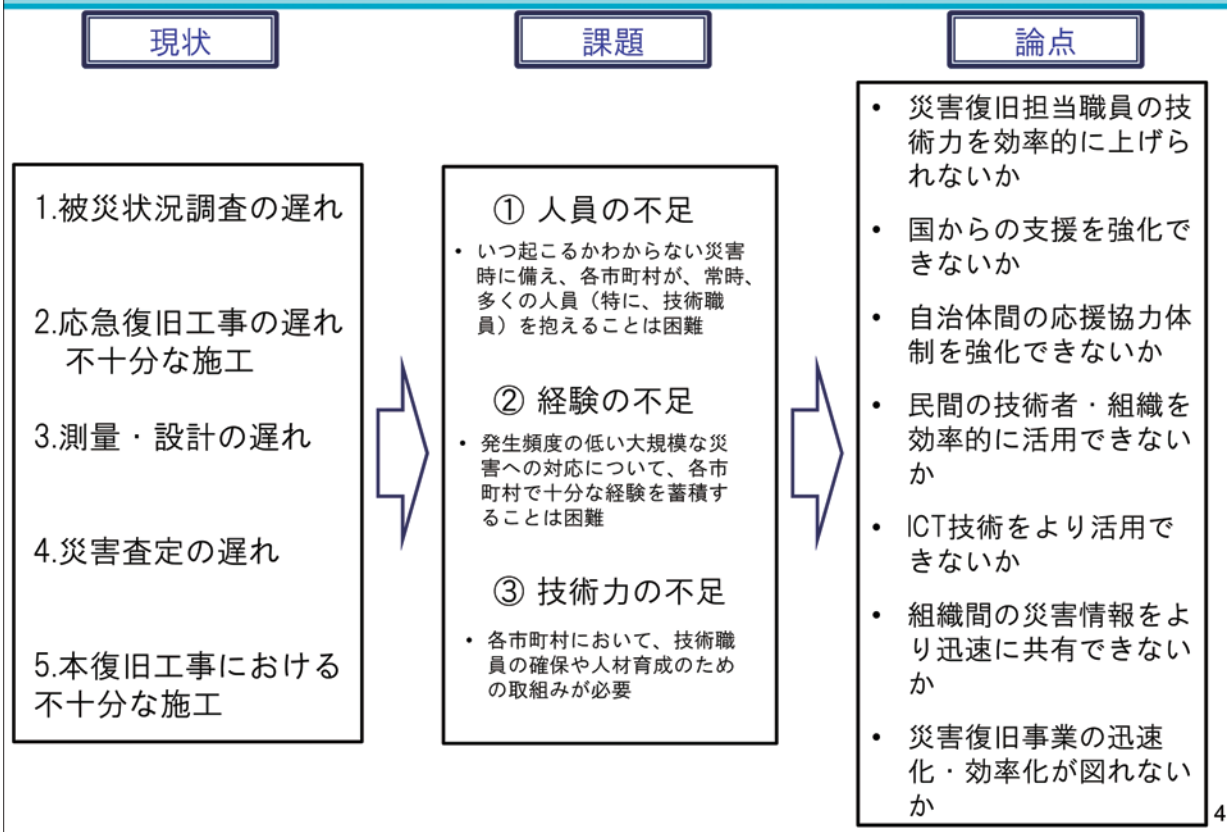 現状
課題
論点
1.被災状況調査の遅れ
2.応急復旧工事の遅れ
不十分な施工
3.測量・設計の遅れ
4.災害査定の遅れ
5.本復旧工事における
不十分な施工
① 人員の不足
• いつ起こるかわからない災害
時に備え、各市町村が、常時、
多くの人員（特に、技術職
員）を抱えることは困難
② 経験の不足
• 発生頻度の低い大規模な災
害への対応について、各市
町村で十分な経験を蓄積す
ることは困難
③ 技術力の不足
• 各市町村において、技術職
員の確保や人材育成のため
の取組みが必要
• 災害復旧担当職員の技
術力を効率的に上げら
れないか
• 国からの支援を強化で
きないか
• 自治体間の応援協力体
制を強化できないか
• 民間の技術者・組織を
効率的に活用できない
か
• ICT技術をより活用で
きないか
• 組織間の災害情報をよ
り迅速に共有できない
か
• 災害復旧事業の迅速
化・効率化が図れない
か
4